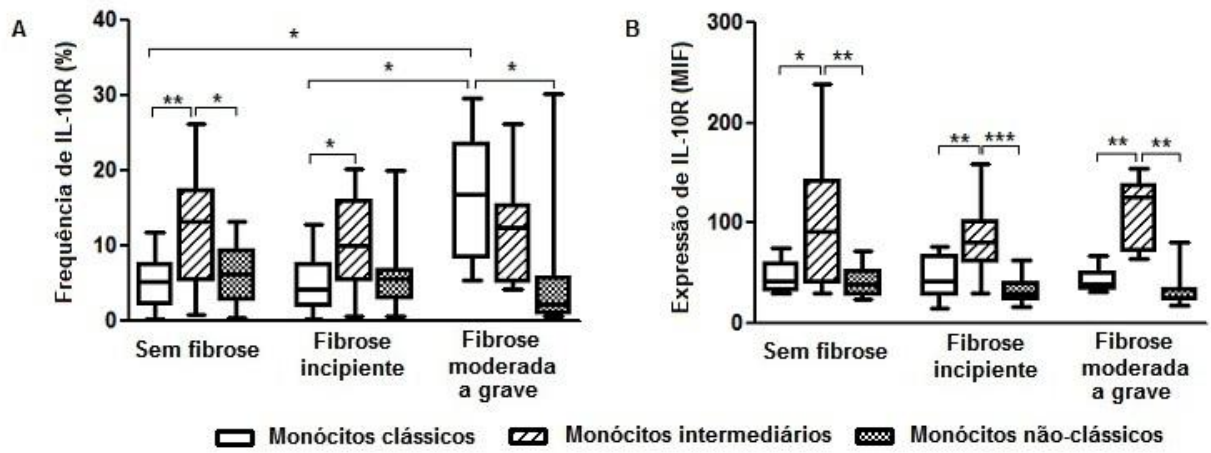 A
Frequência de IL-10R (%)
40
30
20
10
0
*
*
*
**
*
*
Sem fibrose
Fibrose
incipiente
Fibrose
moderada
a grave
B
Expressão de IL-10R (MIF)
300
200
100
0
*
**
**
***
**
**
Sem fibrose
Fibrose
incipiente
Fibrose
moderada
a grave
Monócitos clássicos
Monócitos intermediários
Monócitos não-clássicos